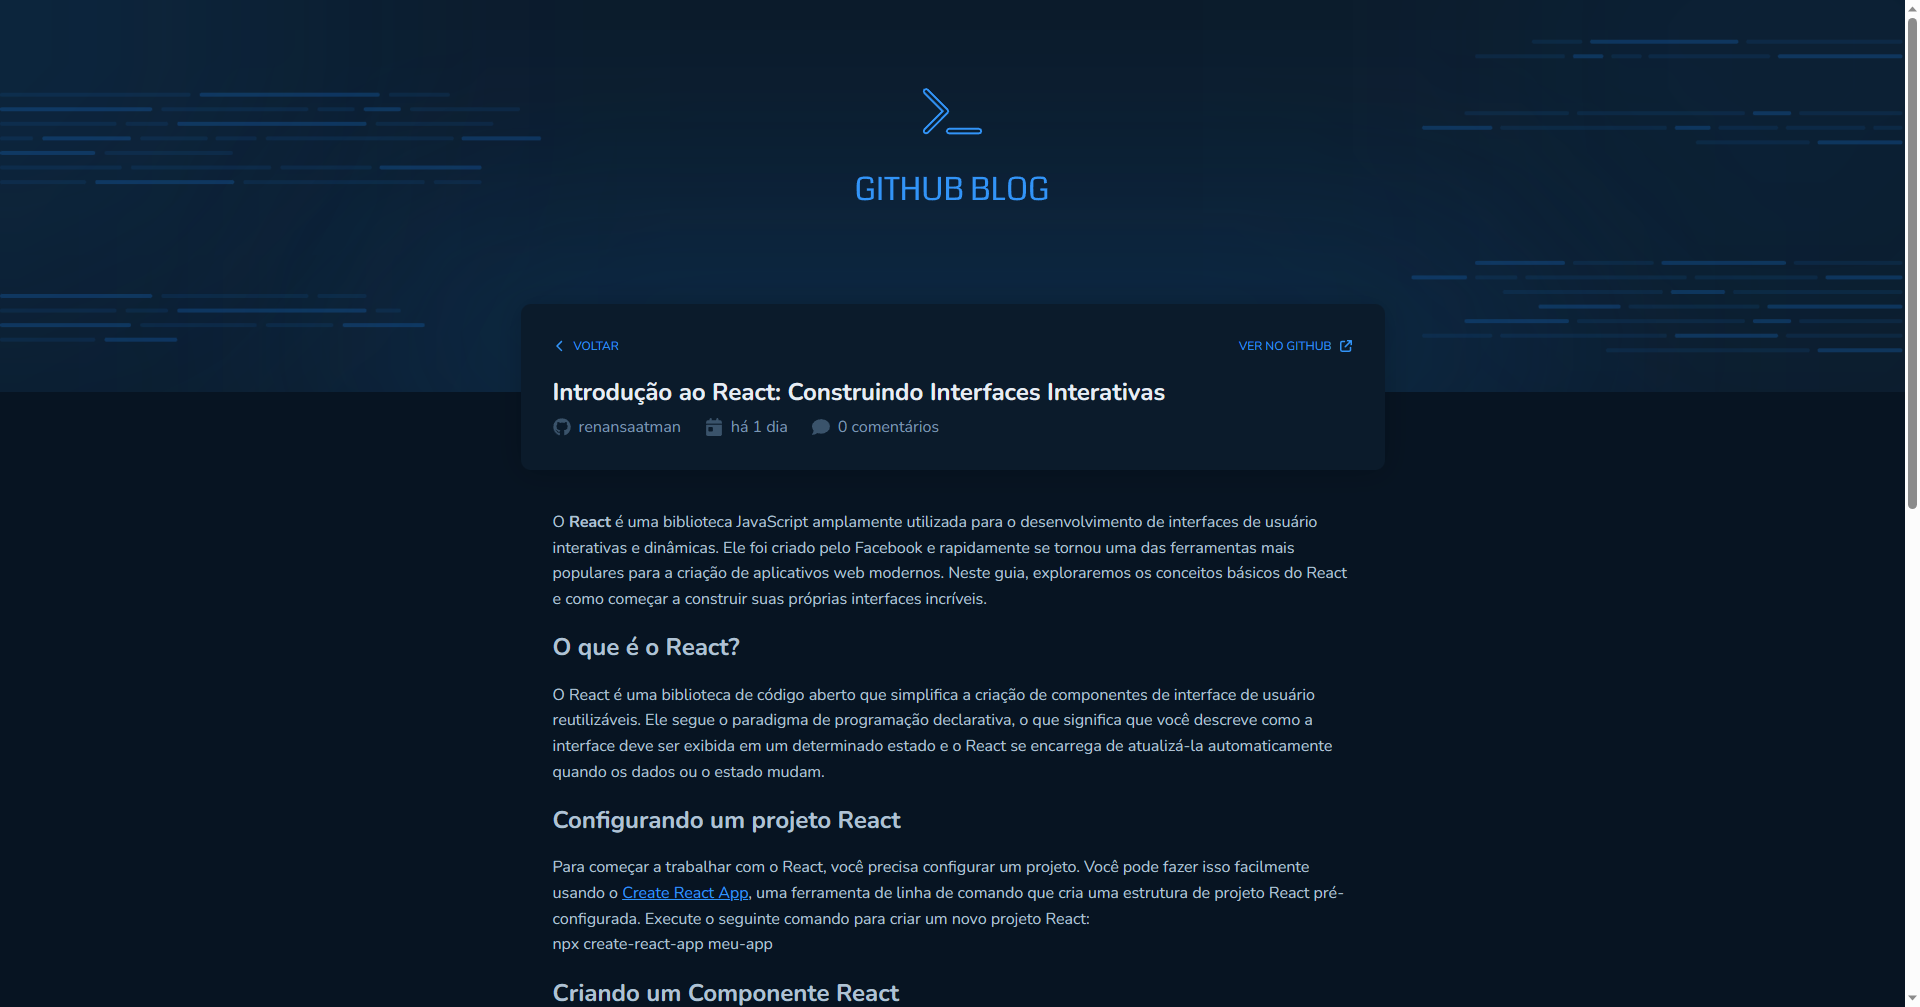 GITHUB BLOG
VOLTAR
VER NO GITHUB
Introdução ao React: Construindo Interfaces Interativas
renansaatman
há 1 dia
0 comentários
O React é uma biblioteca JavaScript amplamente utilizada para o desenvolvimento de interfaces de usuário
interativas e dinâmicas. Ele foi criado pelo Facebook e rapidamente se tornou uma das ferramentas mais
populares para a criação de aplicativos web modernos. Neste guia, exploraremos os conceitos básicos do React
e como começar a construir suas próprias interfaces incríveis.
O que é o React?
O React é uma biblioteca de código aberto que simplifica a criação de componentes de interface de usuário
reutilizáveis. Ele segue o paradigma de programação declarativa, o que significa que você descreve como a
interface deve ser exibida em um determinado estado e o React se encarrega de atualizá-la automaticamente
quando os dados ou o estado mudam.
Configurando um projeto React
Para começar a trabalhar com o React, você precisa configurar um projeto. Você pode fazer isso facilmente
usando o Create React App, uma ferramenta de linha de comando que cria uma estrutura de projeto React pré-
configurada. Execute o seguinte comando para criar um novo projeto React:
npx create-react-app meu-app
Criando um Componente React